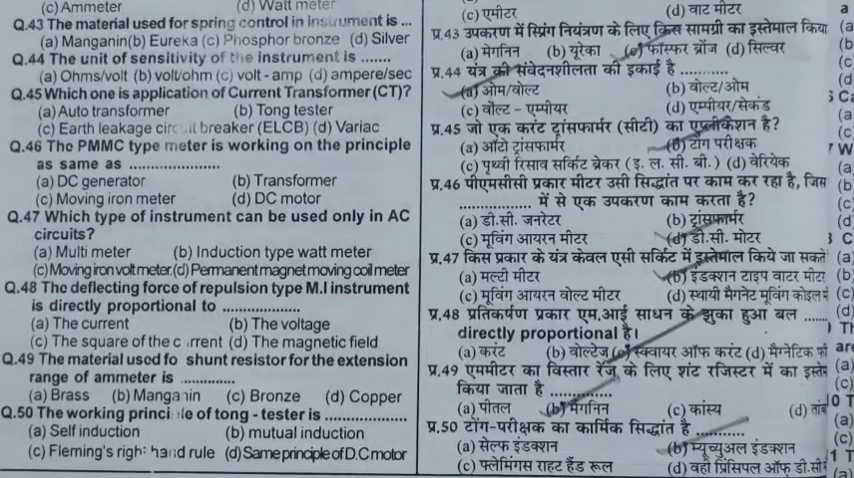 (c) Ammeter (d) Watt meter
Q.43 The material used for spring control in instrument is ...
(a) Manganin (b) Eureka (c) Phosphor bronze (d) Silver
Q.44 The unit of sensitivity of the instrument is .......
(a) Ohms/volt (b) volt/ohm (c) volt - amp (d) ampere/sec
Q.45 Which one is application of Current Transformer (CT)?
(a) Auto transformer (b) Tong tester
(c) Earth leakage circuit breaker (ELCB) (d) Variac
Q.46 The PMMC type meter is working on the principle
as same as .....................
(a) DC generator (b) Transformer
(c) Moving iron meter (d) DC motor
Q.47 Which type of instrument can be used only in AC
circuits?
(a) Multi meter (b) Induction type watt meter
(c) Moving iron volt meter. (d) Permanent magnet moving coil meter
Q.48 The deflecting force of repulsion type M.I instrument
is directly proportional to ..................
(a) The current (b) The voltage
(c) The square of the current (d) The magnetic field
Q.49 The material used fo shunt resistor for the extension
range of ammeter is .............
(a) Brass (b) Manganin (c) Bronze (d) Copper
Q.50 The working principle of tong - tester is ...................
(a) Self induction (b) mutual induction
(c) Fleming's right hand rule (d) Same principle of D.C motor
(c) एमीटर (d) वाट मीटर
प्र.43 उपकरण में स्प्रिंग नियंत्रण के लिए किस सामग्री का इस्तेमाल किया
(a) मेगनिन (b) यूरेका (c) फॉस्फर ब्रोंज (d) सिल्वर
प्र.44 यंत्र की संवेदनशीलता की इकाई है ...........
(a) ओम/वोल्ट (b) वोल्ट/ओम
(c) वोल्ट - एम्पीयर (d) एम्पीयर/सेकंड
प्र.45 जो एक करंट ट्रांसफार्मर (सीटी) का एप्लीकेशन है?
(a) ऑटो ट्रांसफार्मर (b) टोंग परीक्षक
(c) पृथ्वी रिसाव सर्किट ब्रेकर (इ. ल. सी. बी.) (d) वेरियेक
प्र.46 पीएमसीसी प्रकार मीटर उसी सिद्धांत पर काम कर रहा है, जिस
................ में से एक उपकरण काम करता है?
(a) डी.सी. जनरेटर (b) ट्रांसफार्मर
(c) मूविंग आयरन मीटर (d) डी.सी. मोटर
प्र.47 किस प्रकार के यंत्र केवल एसी सर्किट में इस्तेमाल किये जा सकते
(a) मल्टी मीटर (b) इंडक्शन टाइप वाटर मीटर
(c) मूविंग आयरन वोल्ट मीटर (d) स्थायी मैगनेट मूविंग कोइल
प्र.48 प्रतिकर्षण प्रकार एम.आई साधन के झुका हुआ बल ......
directly proportional है।
(a) करंट (b) वोल्टेज (c) स्क्वायर ऑफ करंट (d) मैग्नेटिक
प्र.49 एममीटर का विस्तार रेंज के लिए शंट रजिस्टर में का
किया जाता है ................
(a) पीतल (b) मैगनिन (c) कांस्य (d)
प्र.50 टोंग-परीक्षक का कार्मिक सिद्धांत है ...........
(a) सेल्फ इंडक्शन (b) म्यूच्युअल इंडक्शन
(c) फ्लेमिंगस राहट हैंड रूल (d) वही प्रिंसिपल ऑफ डी.सी